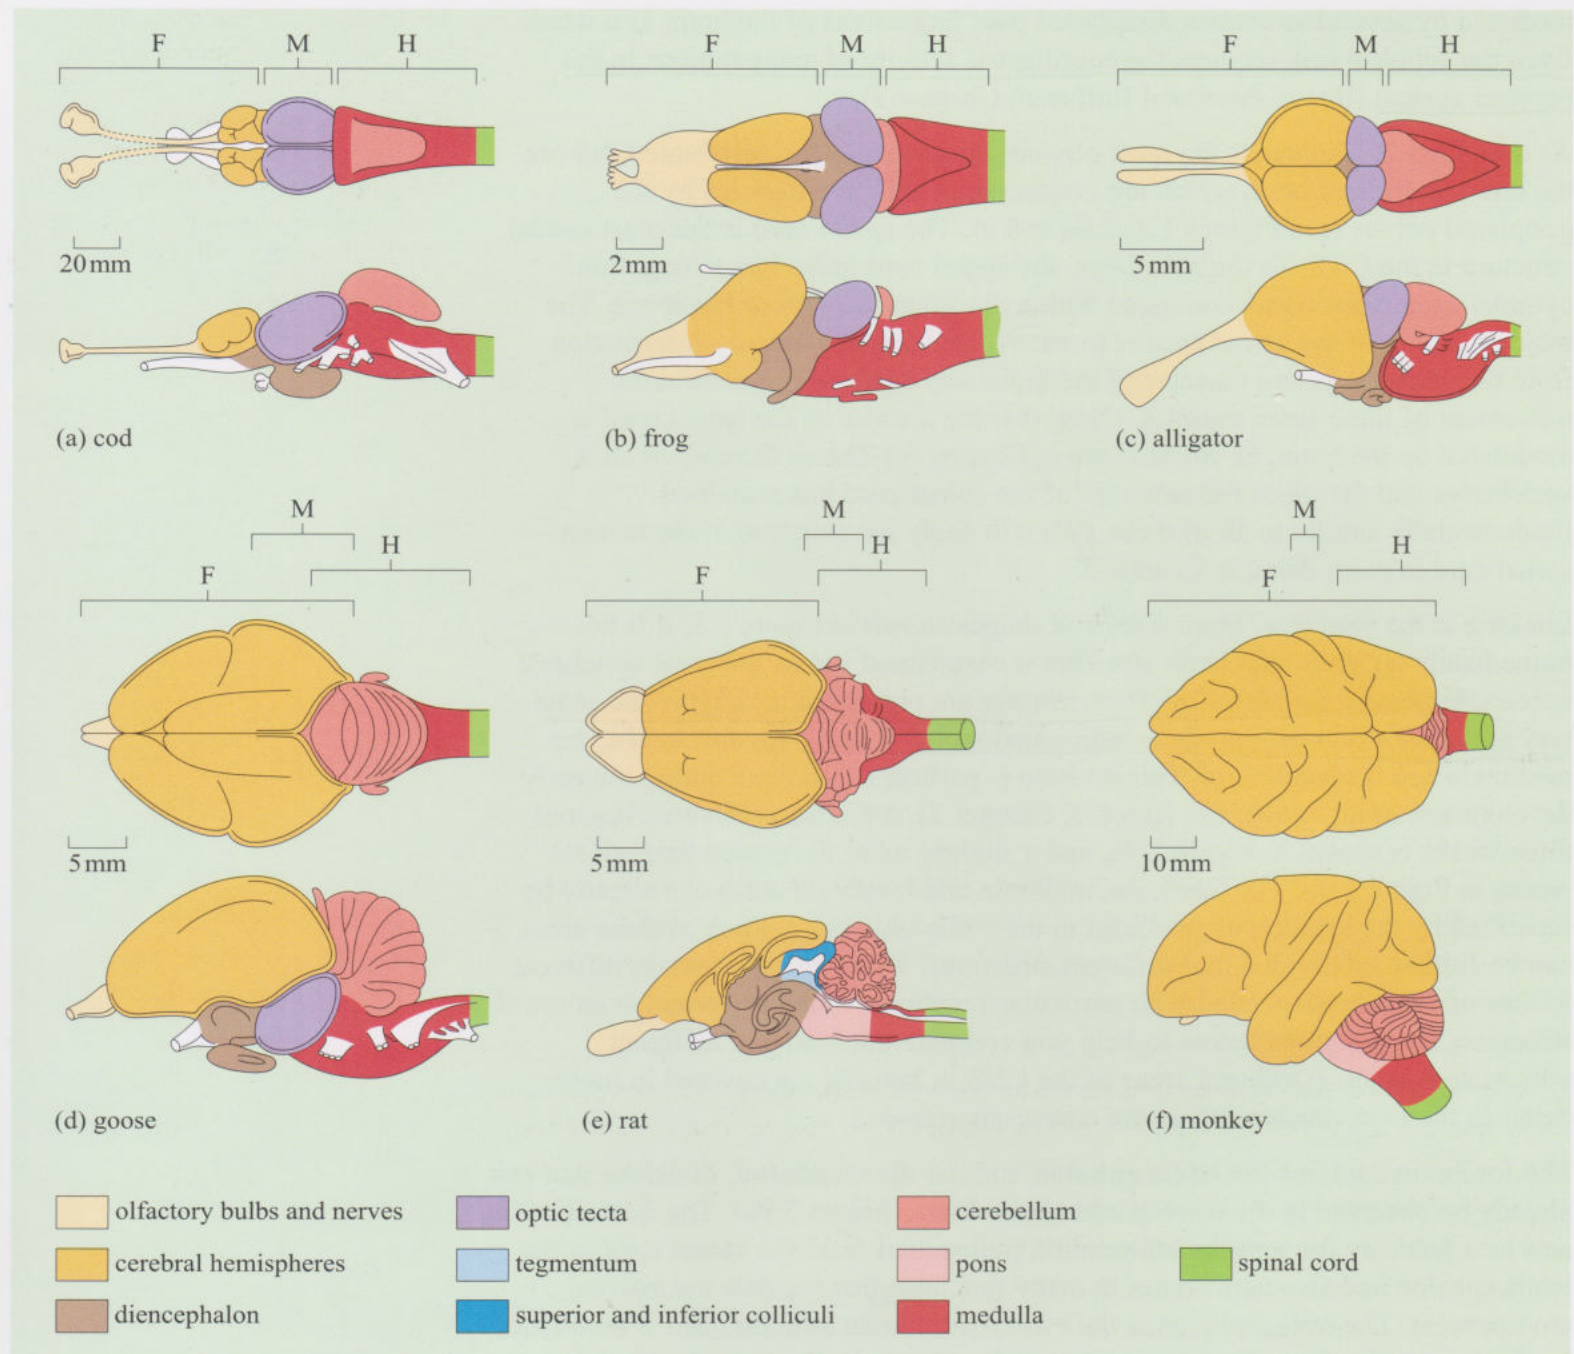 F M H
F M H
F M H
20 mm
2 mm
5 mm
(a) cod
(b) frog
(c) alligator
M
H
F
M
H
F
M
H
F
5 mm
5 mm
10 mm
(d) goose
(e) rat
(f) monkey
olfactory bulbs and nerves
cerebral hemispheres
diencephalon
optic tecta
tegmentum
superior and inferior colliculi
cerebellum
pons
medulla
spinal cord